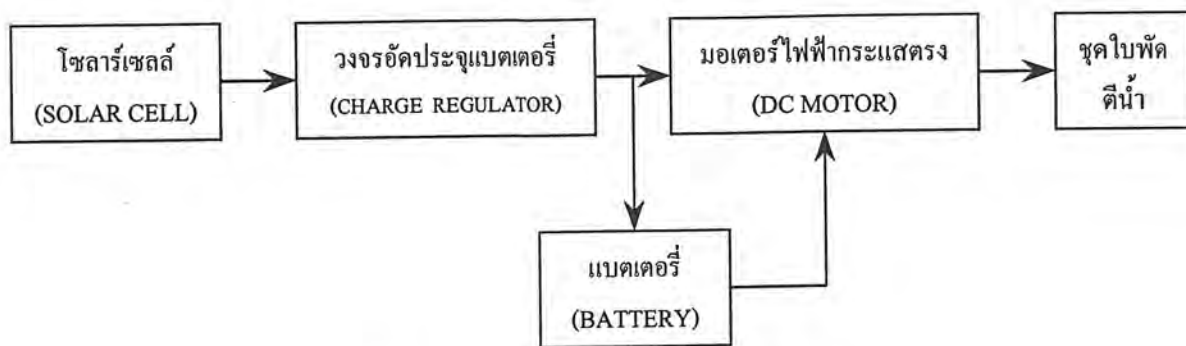 โซลาร์เซลล์
(SOLAR CELL)
วงจรอัดประจุแบตเตอรี่
(CHARGE REGULATOR)
มอเตอร์ไฟฟ้ากระแสตรง
(DC MOTOR)
ชุดใบพัด
ตีน้ำ
แบตเตอรี่
(BATTERY)